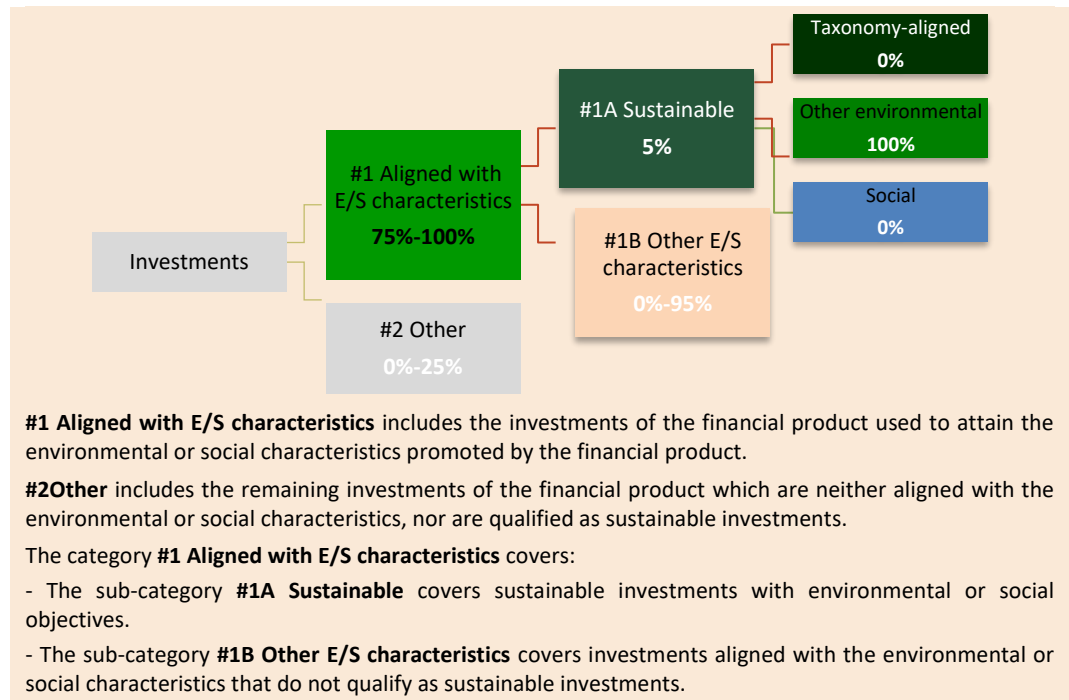 Taxonomy-aligned
0%
#1A Sustainable
5%
Other environmental
100%
#1 Aligned with
E/S characteristics
75%-100%
Social
0%
Investments
#1B Other E/S
characteristics
0%-95%
#2 Other
0%-25%
#1 Aligned with E/S characteristics includes the investments of the financial product used to attain the
environmental or social characteristics promoted by the financial product.
#2Other includes the remaining investments of the financial product which are neither aligned with the
environmental or social characteristics, nor are qualified as sustainable investments.
The category #1 Aligned with E/S characteristics covers:
- The sub-category #1A Sustainable covers sustainable investments with environmental or social
objectives.
- The sub-category #1B Other E/S characteristics covers investments aligned with the environmental or
social characteristics that do not qualify as sustainable investments.